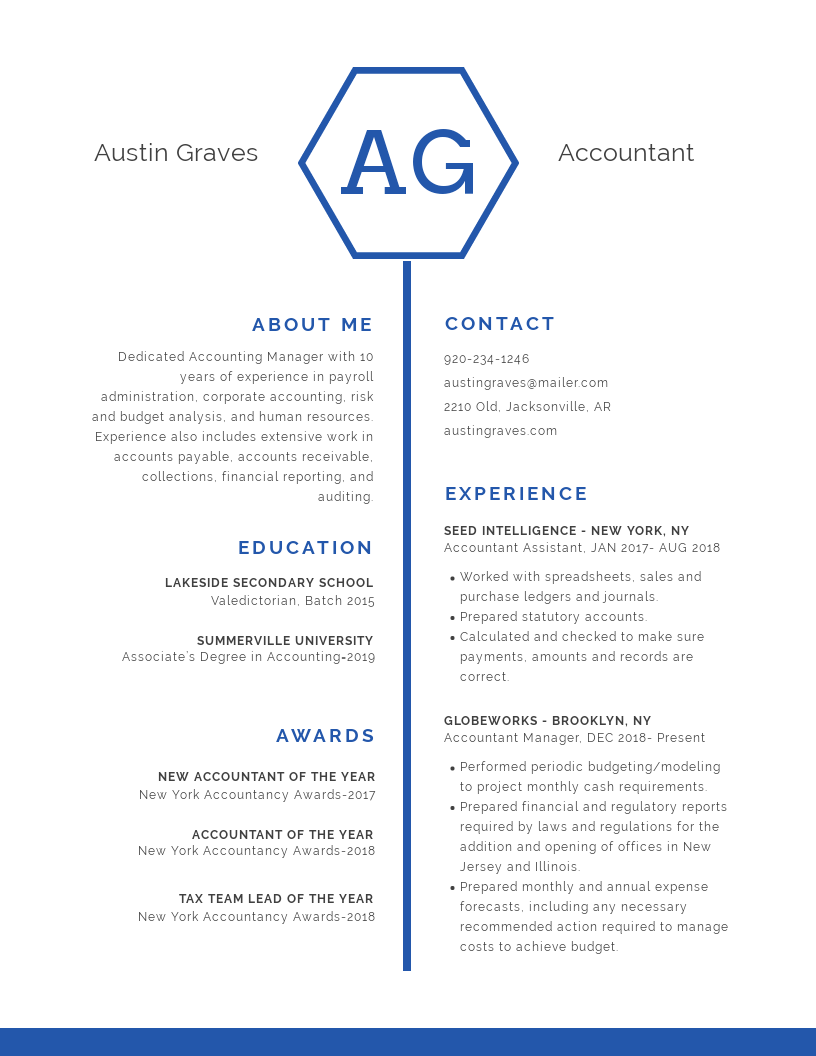 Austin Graves
AG
Accountant
ABOUT ME
Dedicated Accounting Manager with 10
years of experience in payroll
administration, corporate accounting, risk
and budget analysis, and human resources.
Experience also includes extensive work in
accounts payable, accounts receivable,
collections, financial reporting, and
auditing.
EDUCATION
LAKESIDE SECONDARY SCHOOL
Valedictorian, Batch 2015
SUMMERVILLE UNIVERSITY
Associate's Degree in Accounting-2019
AWARDS
NEW ACCOUNTANT OF THE YEAR
New York Accountancy Awards-2017
ACCOUNTANT OF THE YEAR
New York Accountancy Awards-2018
TAX TEAM LEAD OF THE YEAR
New York Accountancy Awards-2018
CONTACT
920-234-1246
austingraves@mailer.com
2210 Old, Jacksonville, AR
austingraves.com
EXPERIENCE
SEED INTELLIGENCE - NEW YORK, NY
Accountant Assistant, JAN 2017- AUG 2018
• Worked with spreadsheets, sales and
purchase ledgers and journals.
• Prepared statutory accounts.
• Calculated and checked to make sure
payments, amounts and records are
correct.
GLOBEWORKS - BROOKLYN, NY
Accountant Manager, DEC 2018- Present
• Performed periodic budgeting/modeling
to project monthly cash requirements.
• Prepared financial and regulatory reports
required by laws and regulations for the
addition and opening of offices in New
Jersey and Illinois.
• Prepared monthly and annual expense
forecasts, including any necessary
recommended action required to manage
costs to achieve budget.